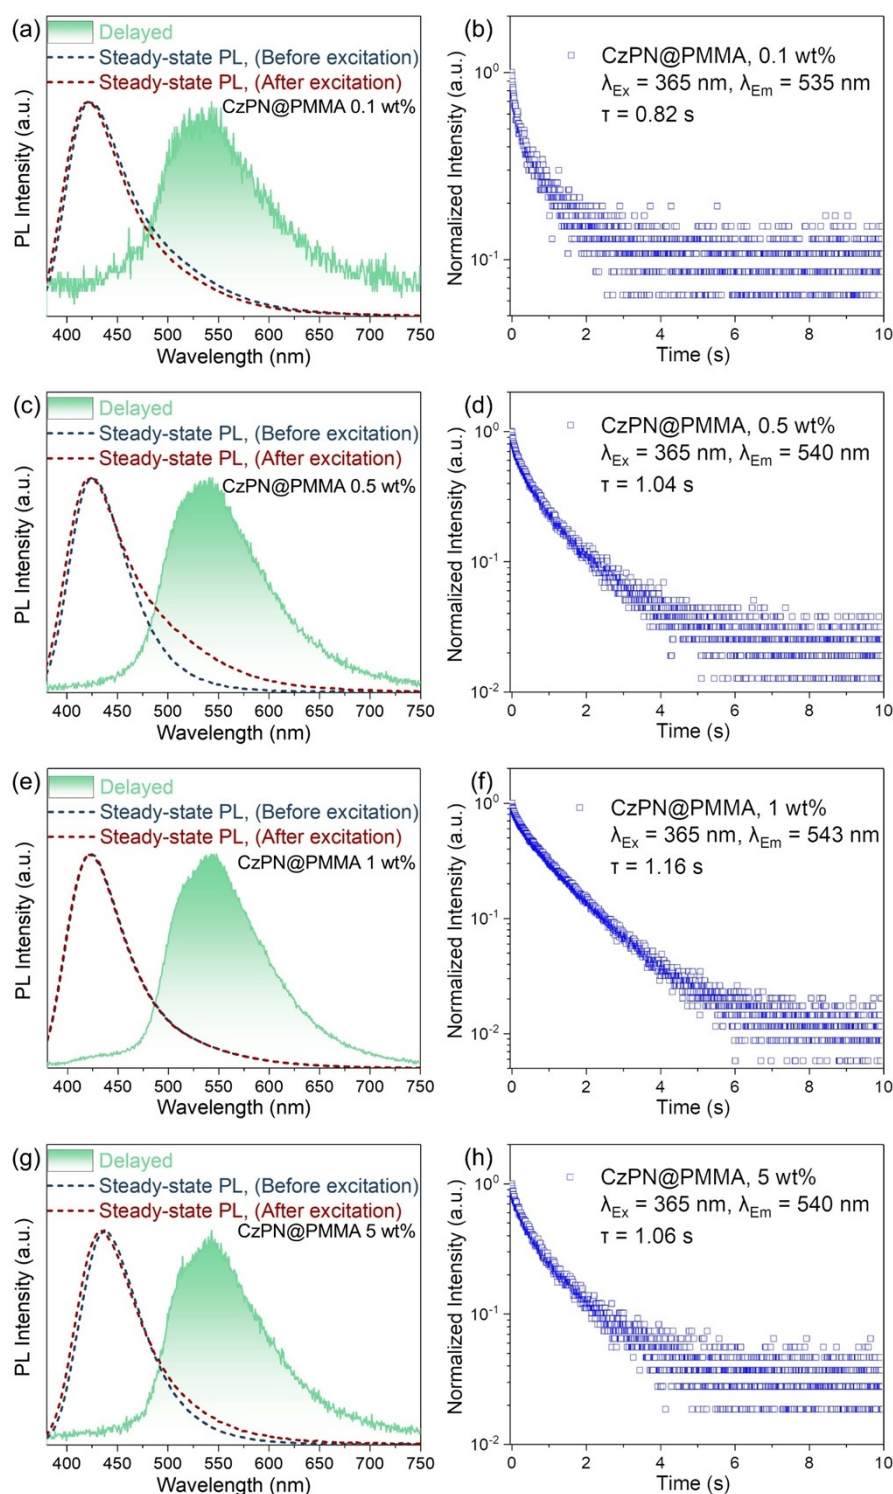 (a)
Delayed
Steady-state PL, (Before excitation)
Steady-state PL, (After excitation)
CzPN@PMMA 0.1 wt%
PL Intensity (a.u.)
400 450 500 550 600 650 700 750
Wavelength (nm)
(b)
CzPN@PMMA, 0.1 wt%
λEx = 365 nm, λEm = 535 nm
τ = 0.82 s
Normalized Intensity (a.u.)
10^0
10^-1
0 2 4 6 8 10
Time (s)
(c)
Delayed
Steady-state PL, (Before excitation)
Steady-state PL, (After excitation)
CzPN@PMMA 0.5 wt%
PL Intensity (a.u.)
400 450 500 550 600 650 700 750
Wavelength (nm)
(d)
CzPN@PMMA, 0.5 wt%
λEx = 365 nm, λEm = 540 nm
τ = 1.04 s
Normalized Intensity (a.u.)
10^0
10^-1
10^-2
0 2 4 6 8 10
Time (s)
(e)
Delayed
Steady-state PL, (Before excitation)
Steady-state PL, (After excitation)
CzPN@PMMA 1 wt%
PL Intensity (a.u.)
400 450 500 550 600 650 700 750
Wavelength (nm)
(f)
CzPN@PMMA, 1 wt%
λEx = 365 nm, λEm = 543 nm
τ = 1.16 s
Normalized Intensity (a.u.)
10^0
10^-1
10^-2
0 2 4 6 8 10
Time (s)
(g)
Delayed
Steady-state PL, (Before excitation)
Steady-state PL, (After excitation)
CzPN@PMMA 5 wt%
PL Intensity (a.u.)
400 450 500 550 600 650 700 750
Wavelength (nm)
(h)
CzPN@PMMA, 5 wt%
λEx = 365 nm, λEm = 540 nm
τ = 1.06 s
Normalized Intensity (a.u.)
10^0
10^-1
10^-2
0 2 4 6 8 10
Time (s)